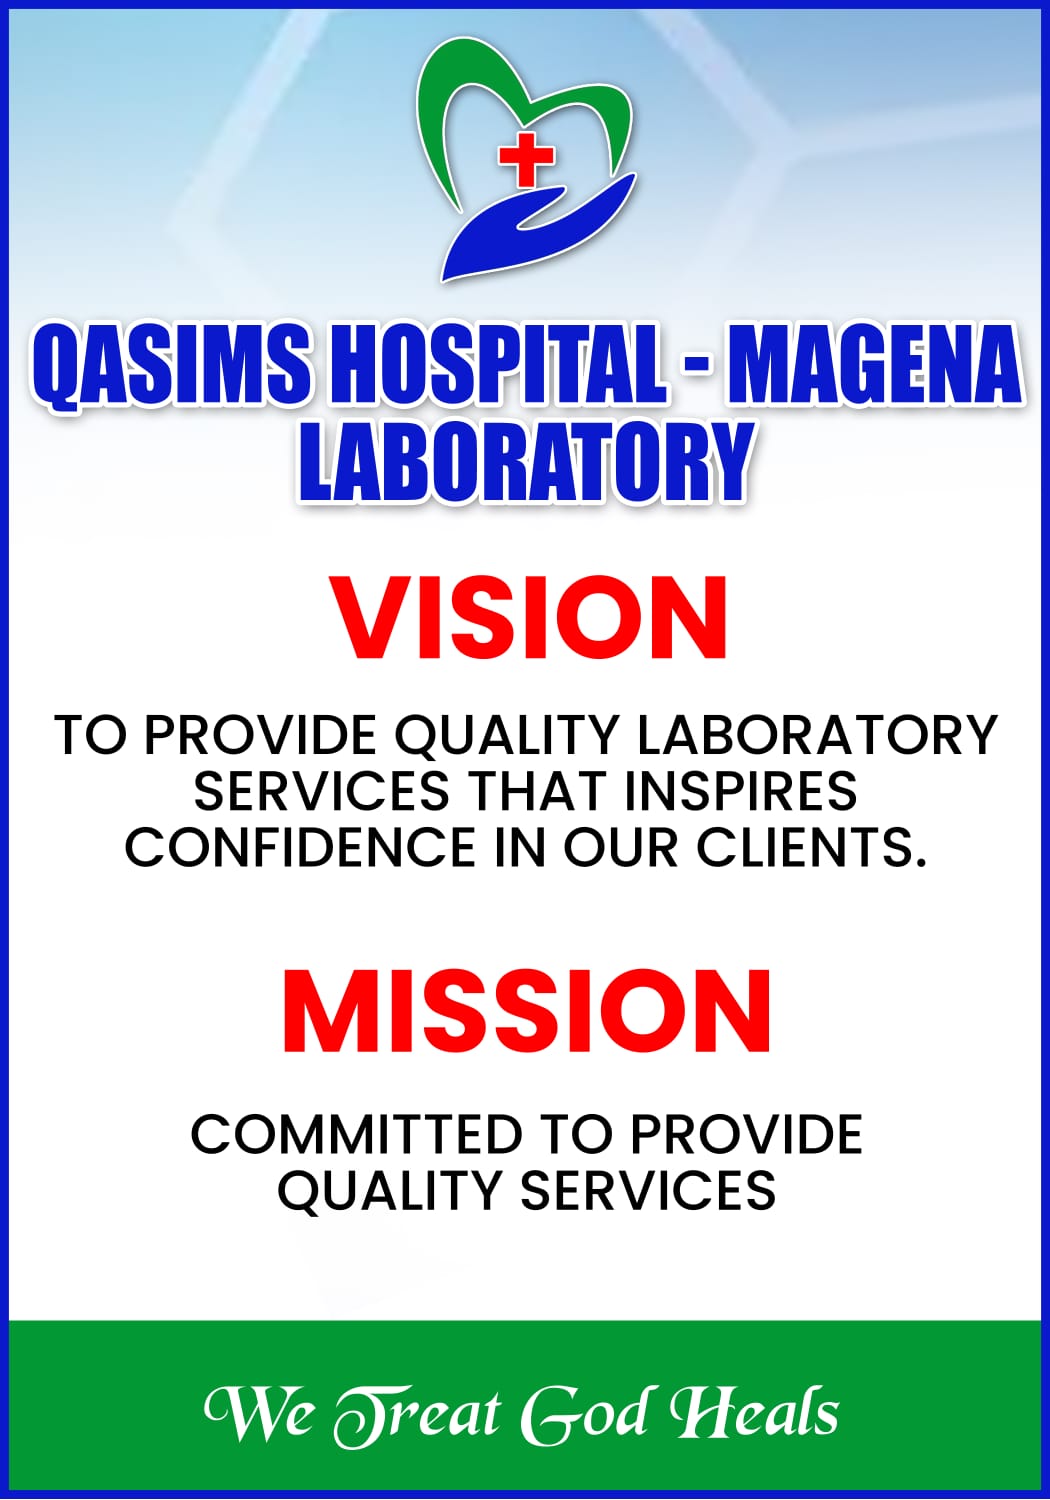 QASIMS HOSPITAL - MAGENA
LABORATORY
VISION
TO PROVIDE QUALITY LABORATORY
SERVICES THAT INSPIRES
CONFIDENCE IN OUR CLIENTS.
MISSION
COMMITTED TO PROVIDE
QUALITY SERVICES
We Treat God Heals